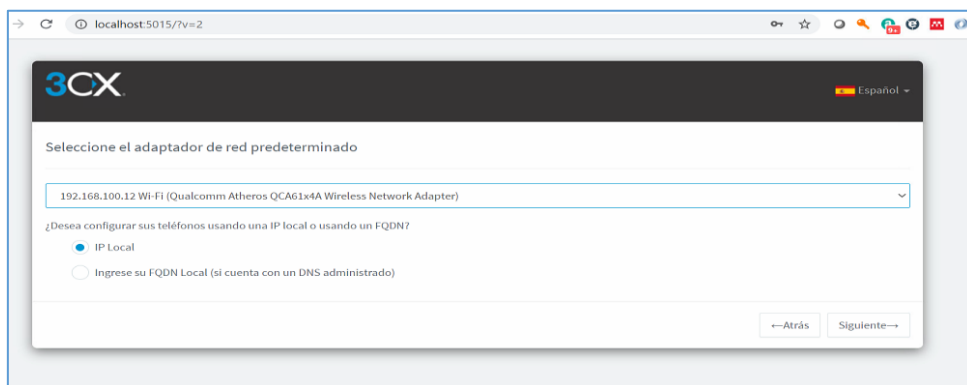 localhost:5015/?v=2
9+
3CX
Español
Seleccione el adaptador de red predeterminado
192.168.100.12 Wi-Fi (Qualcomm Atheros QCA61x4A Wireless Network Adapter)
¿Desea configurar sus teléfonos usando una IP local o usando un FQDN?
IP Local
Ingrese su FQDN Local (si cuenta con un DNS administrado)
←Atrás Siguiente→